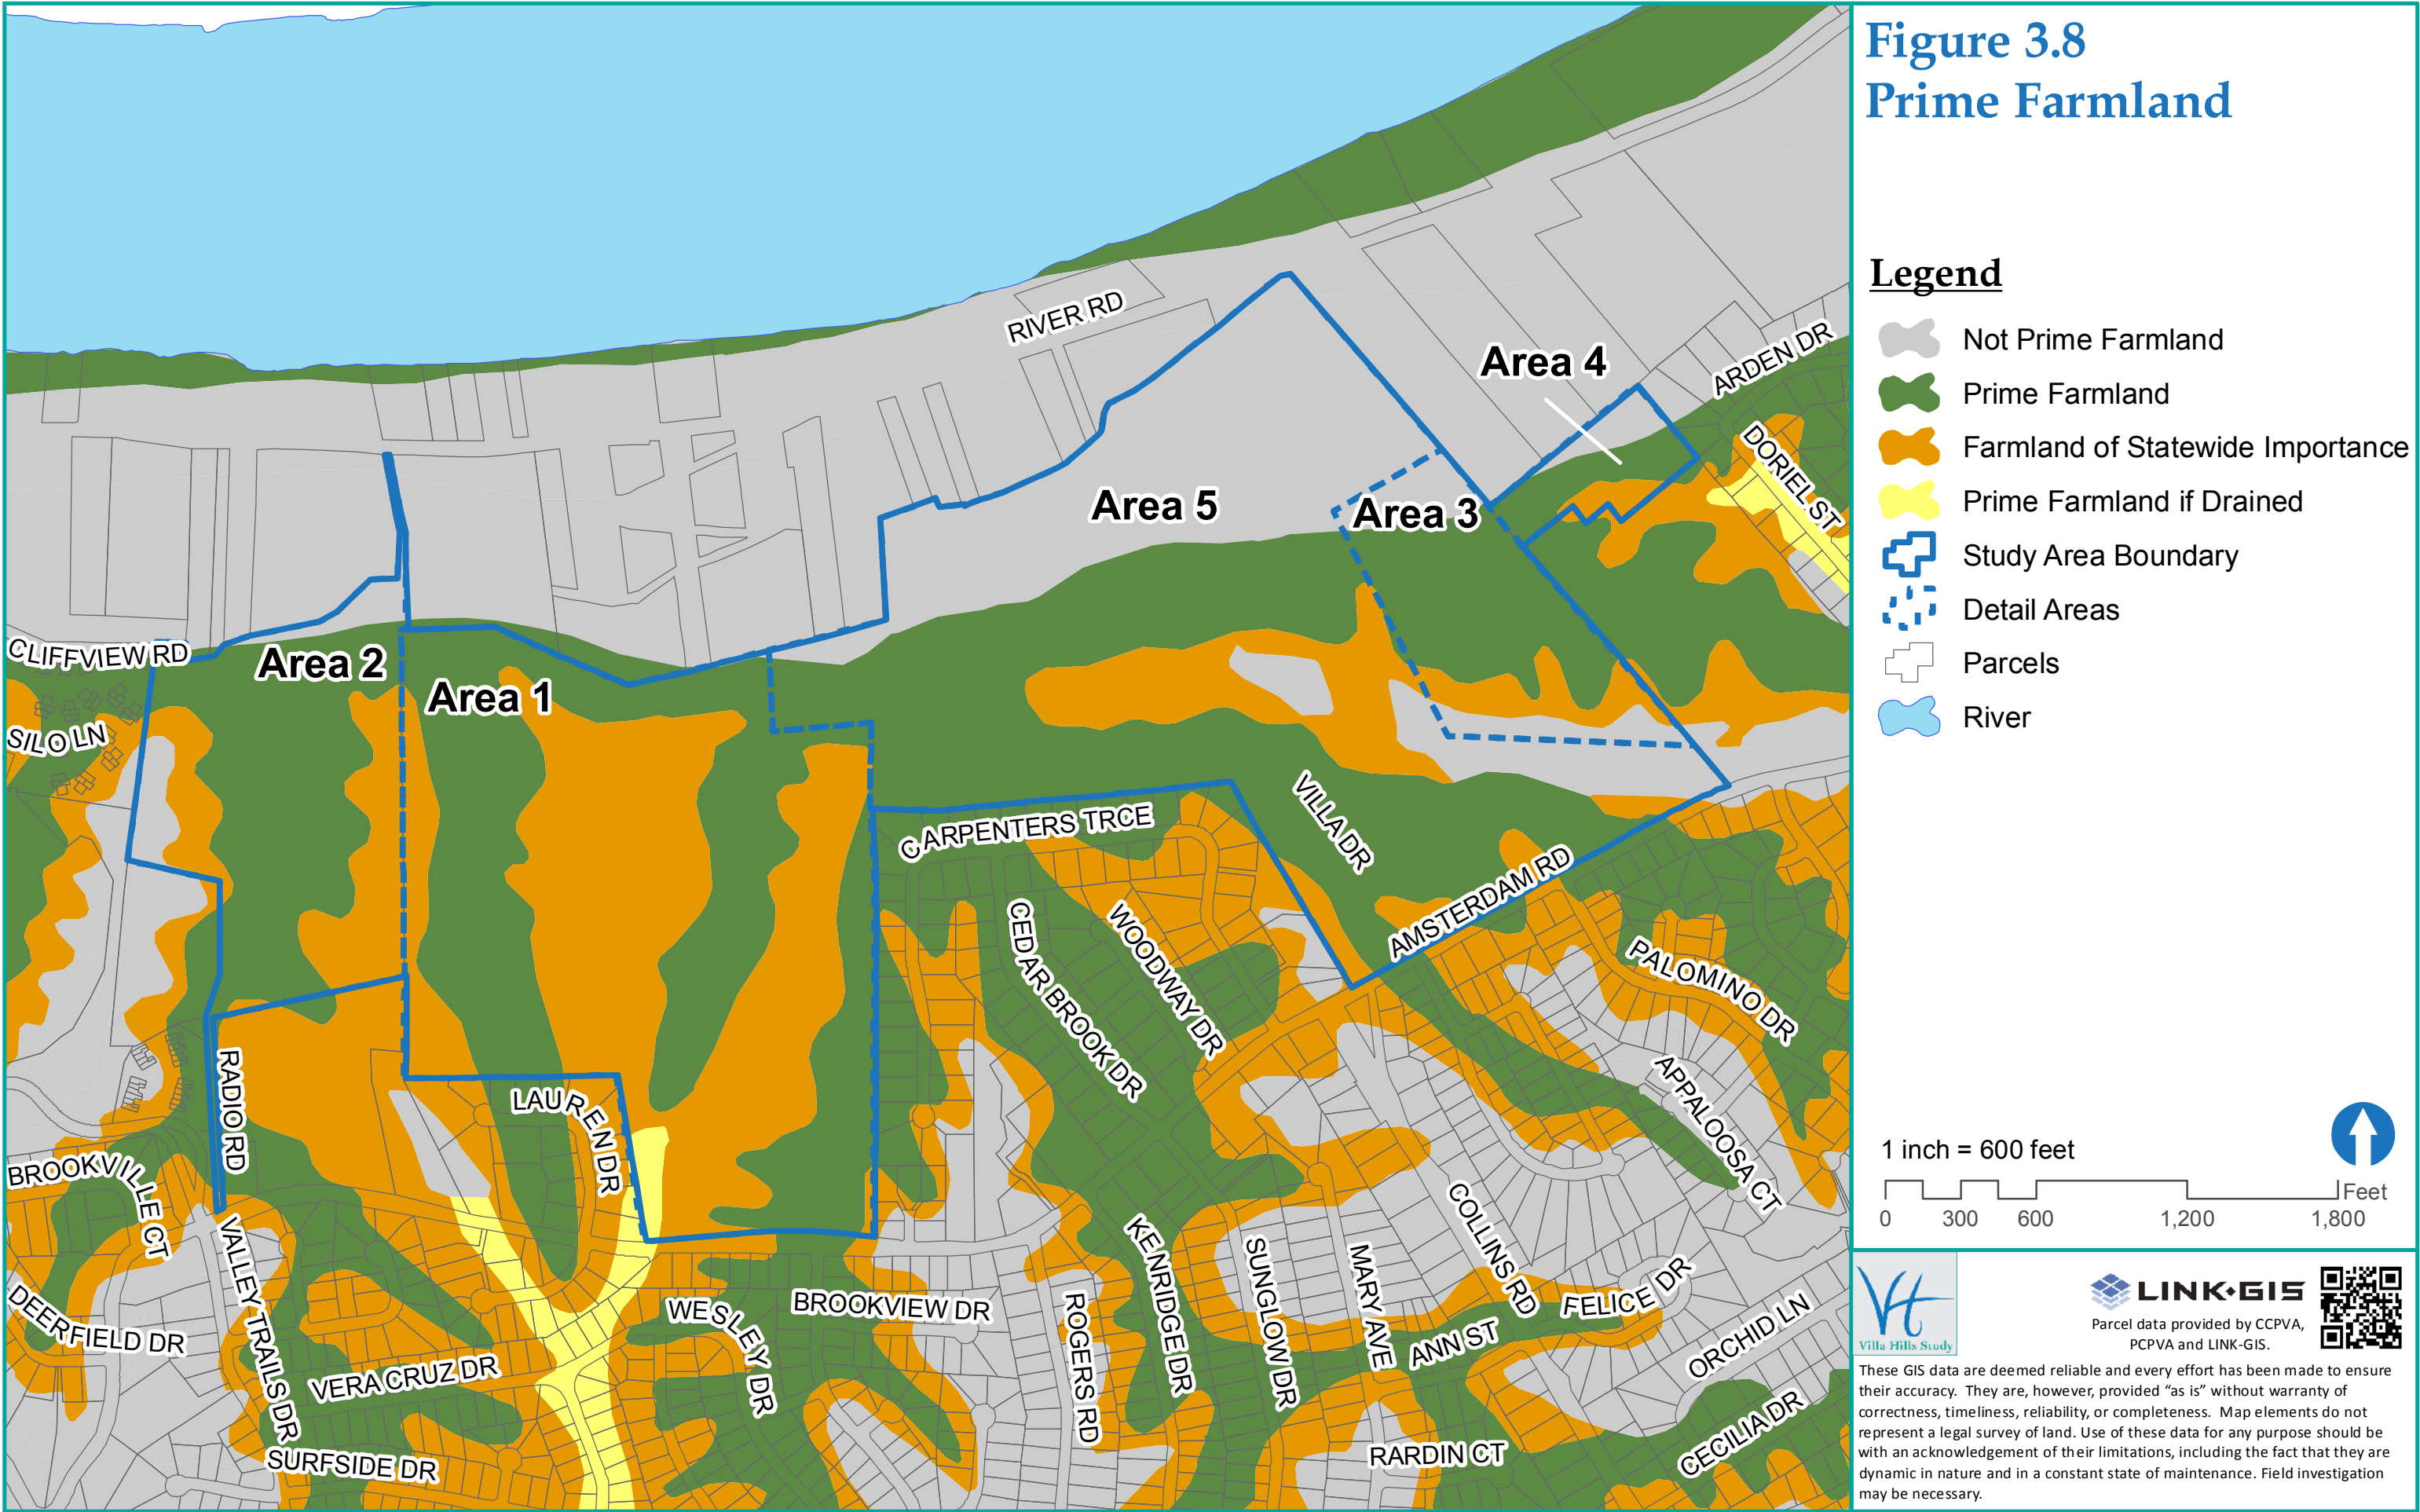 Figure 3.8
Prime Farmland
Legend
Not Prime Farmland
Prime Farmland
Farmland of Statewide Importance
Prime Farmland if Drained
Study Area Boundary
Detail Areas
Parcels
River
1 inch = 600 feet
Feet
0 300 600 1,200 1,800
Villa Hills Study
LINK·GIS
Parcel data provided by CCPVA,
PCPVA and LINK-GIS.
These GIS data are deemed reliable and every effort has been made to ensure
their accuracy. They are, however, provided “as is” without warranty of
correctness, timeliness, reliability, or completeness. Map elements do not
represent a legal survey of land. Use of these data for any purpose should be
with an acknowledgement of their limitations, including the fact that they are
dynamic in nature and in a constant state of maintenance. Field investigation
may be necessary.
RIVER RD
Area 4
ARDEN DR
DORIEL ST
Area 5
Area 3
CLIFFVIEW RD
Area 2
Area 1
SILO LN
VILLA DR
CARPENTERS TRCE
AMSTERDAM RD
CEDAR BROOK DR
WOODWAY DR
PALOMINO DR
RADIO RD
LAUREN DR
APPALOOSA CT
BROOKVILLE CT
VALLEY TRAILS DR
DEERFIELD DR
VERA CRUZ DR
SURFSIDE DR
WESLEY DR
BROOKVIEW DR
ROGERS RD
KENRIDGE DR
SUNGLOW DR
MARY AVE
COLLINS RD
FELICE DR
ANN ST
ORCHID LN
RARDIN CT
CECILIA DR